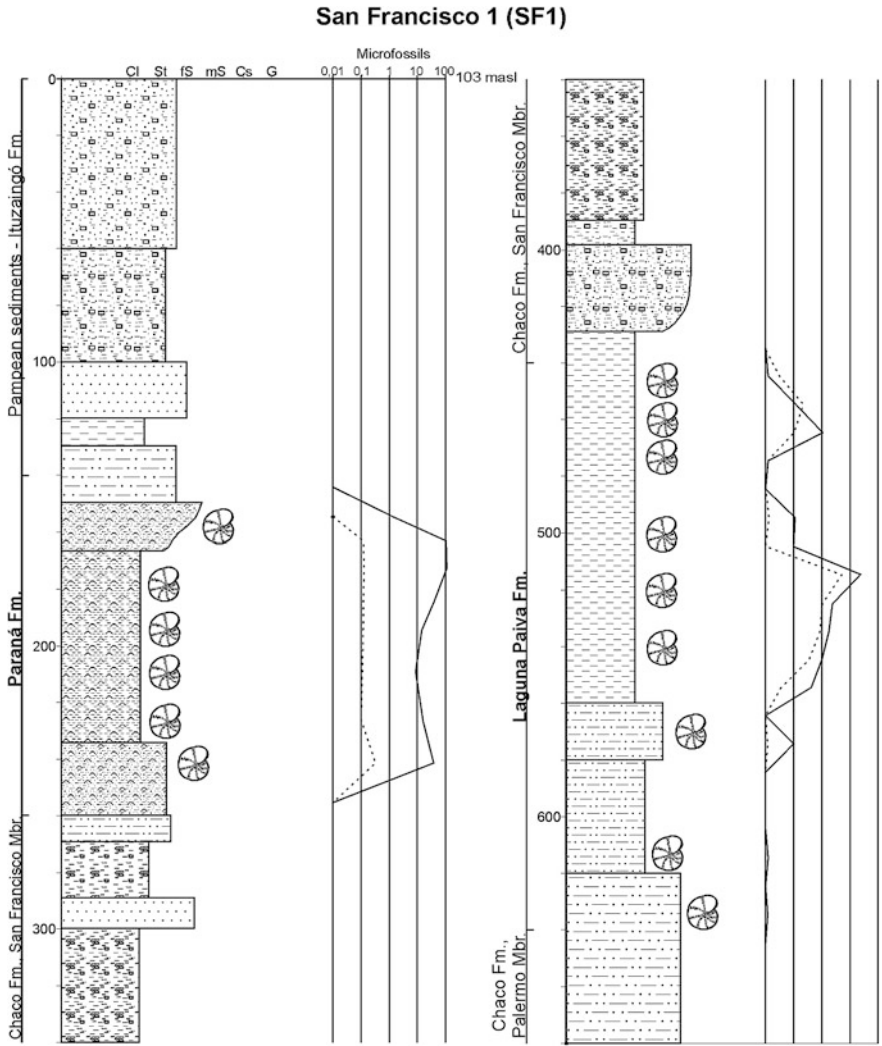 San Francisco 1 (SF1)
Microfossils
Cl St fS mS Cs G
0,01 0,1 1 10 100
103 masl
0
100
200
300
Pampean sediments - Ituzaingó Fm.
Paraná Fm.
Chaco Fm., San Francisco Mbr.
400
500
600
Chaco Fm., San Francisco Mbr.
Laguna Paiva Fm.
Chaco Fm.,
Palermo Mbr.